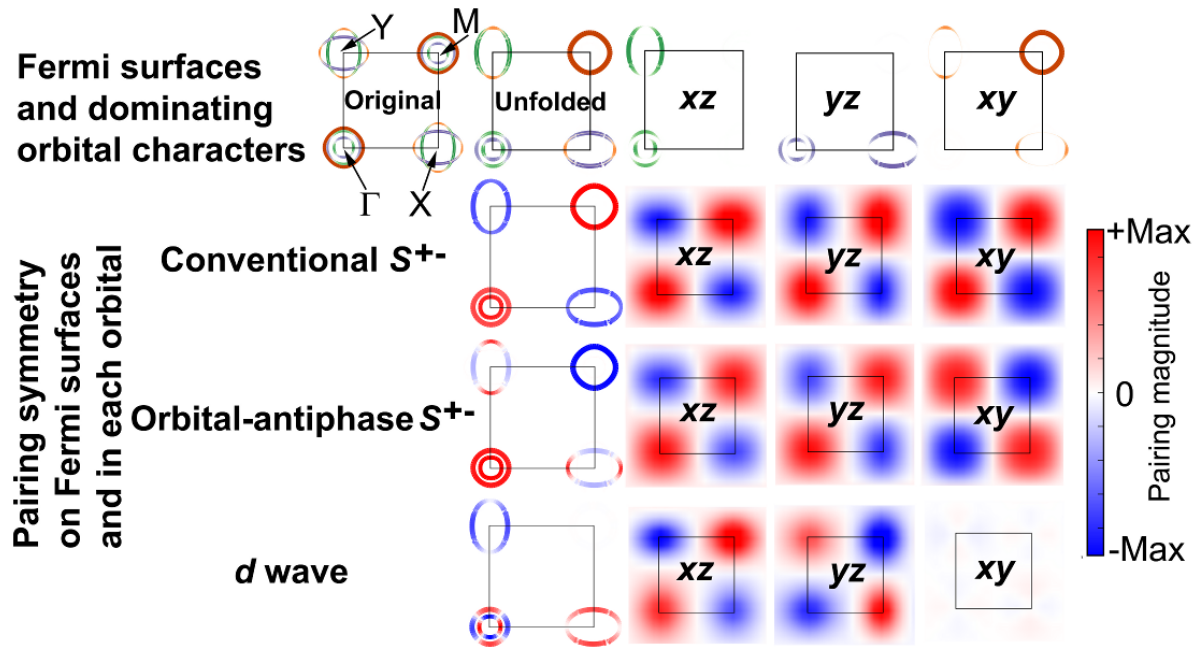 Y
M
Fermi surfaces
and dominating
orbital characters
Original
Unfolded
xz
yz
xy
Γ
X
Pairing symmetry
on Fermi surfaces
and in each orbital
Conventional S+-
xz
yz
xy
Orbital-antiphase S+-
xz
yz
xy
d wave
xz
yz
xy
+Max
0
-Max
Pairing magnitude